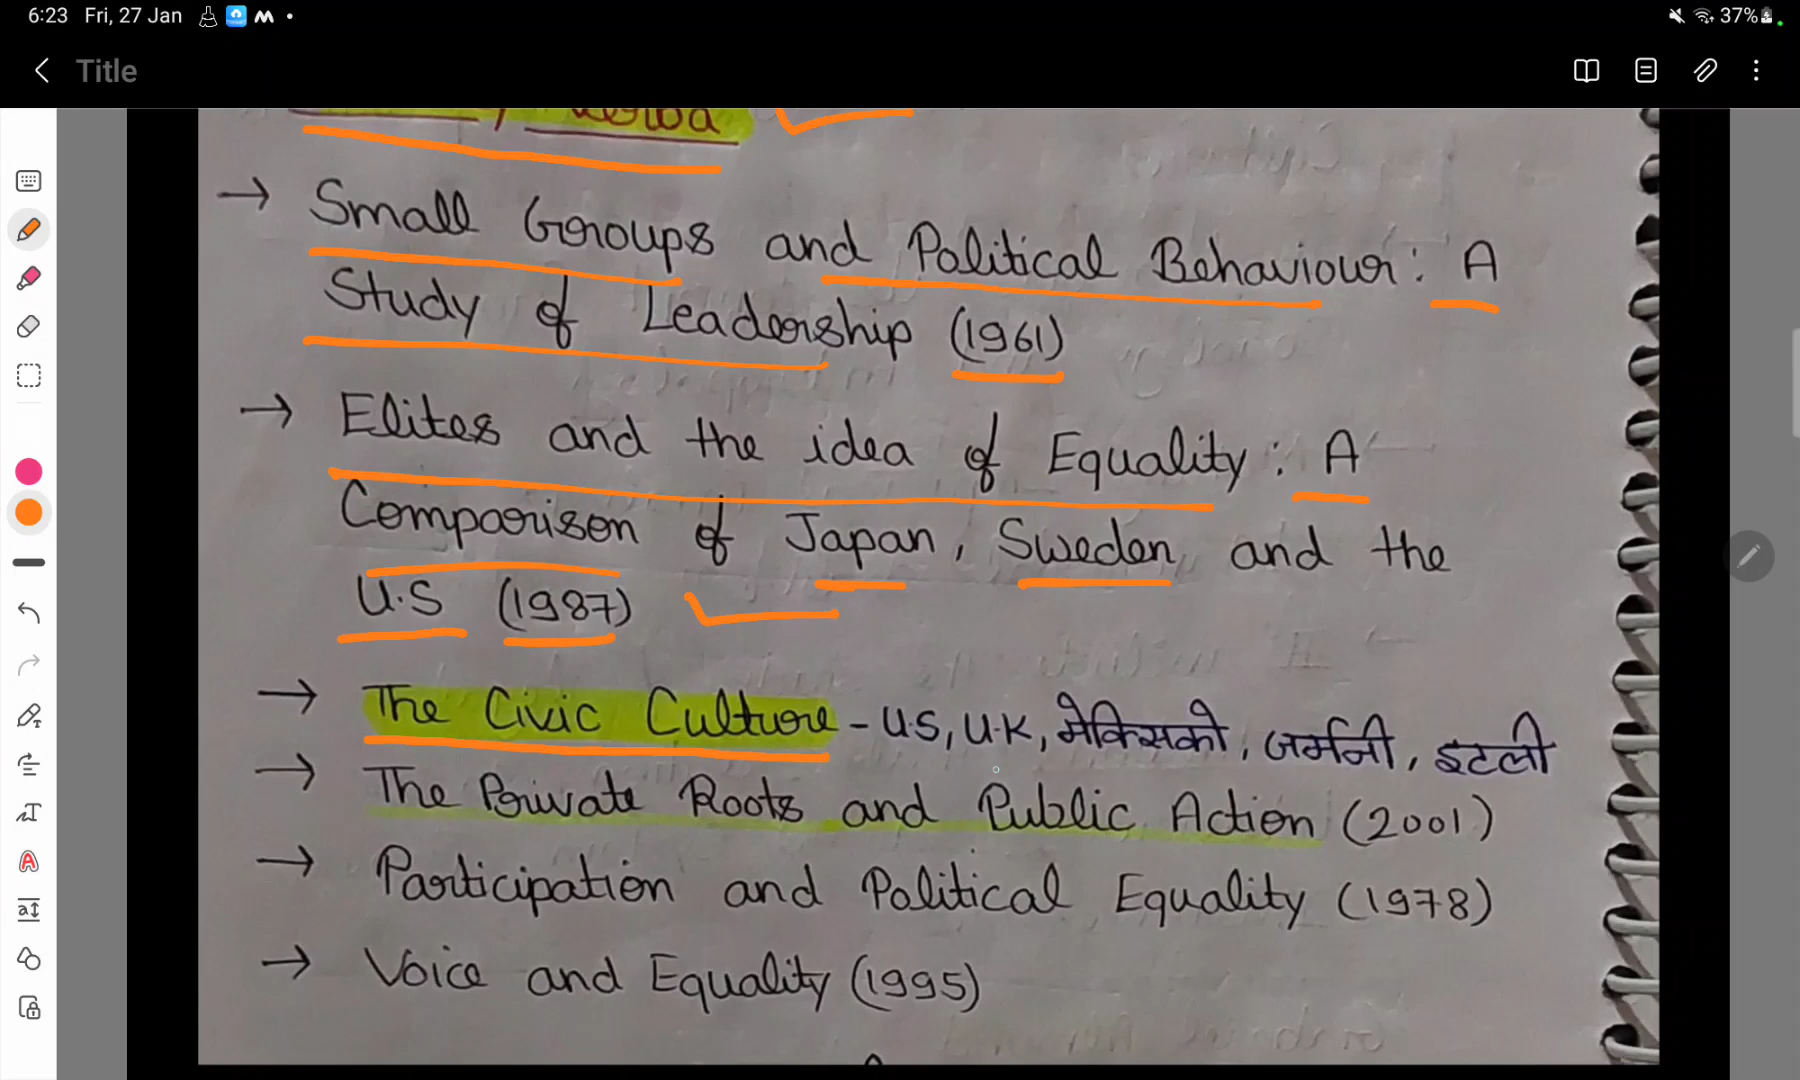 6:23 Fri, 27 Jan
37%
Title
Verba
→ Small Groups and Political Behaviour: A
Study of Leadership (1961)
→ Elites and the idea of Equality: A
Comparison of Japan, Sweden and the
U.S (1987)
→ The Civic Culture - U.S, U.K, मेक्सिको, जर्मनी, इटली
→ The Private Roots and Public Action (2001)
→ Participation and Political Equality (1978)
→ Voice and Equality (1995)